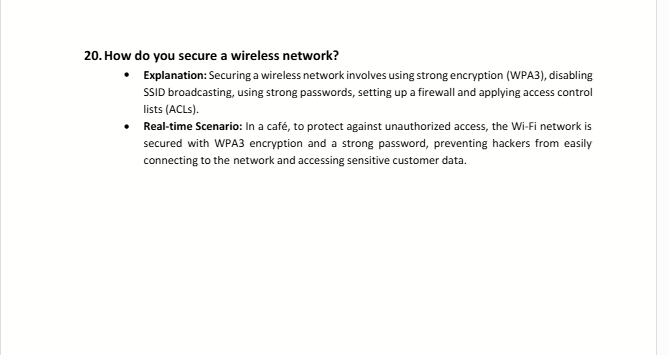 20. How do you secure a wireless network?
• Explanation: Securing a wireless network involves using strong encryption (WPA3), disabling
SSID broadcasting, using strong passwords, setting up a firewall and applying access control
lists (ACLs).
• Real-time Scenario: In a café, to protect against unauthorized access, the Wi-Fi network is
secured with WPA3 encryption and a strong password, preventing hackers from easily
connecting to the network and accessing sensitive customer data.